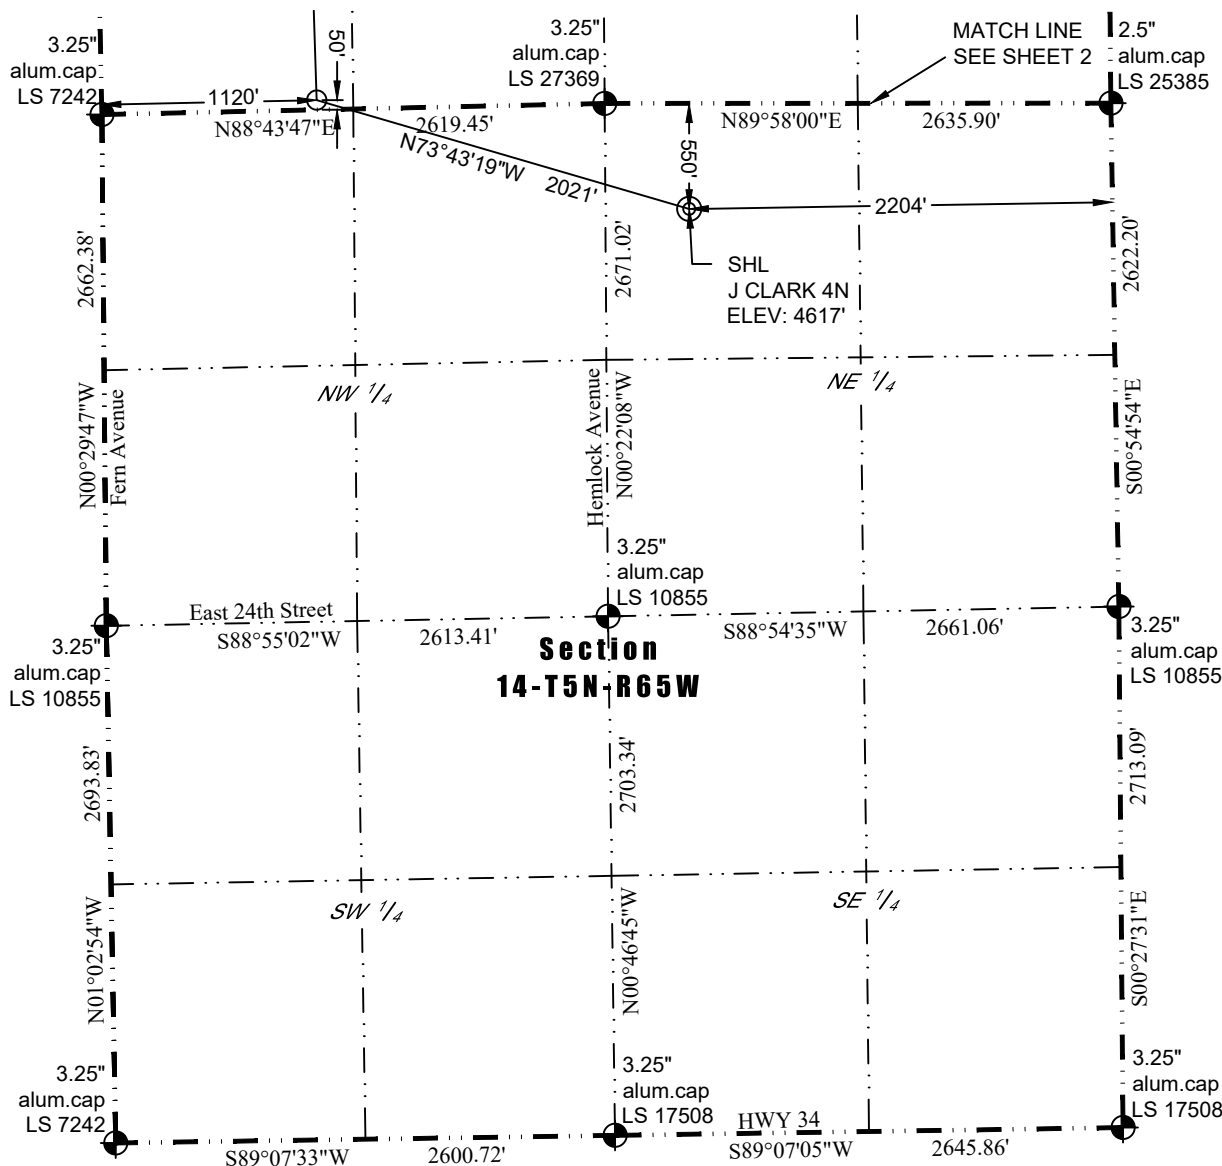 3.25"
alum.cap
LS 7242
1120'
50'
3.25"
alum.cap
LS 27369
MATCH LINE
SEE SHEET 2
2.5"
alum.cap
LS 25385
N88°43'47"E
2619.45'
N89°58'00"E
2635.90'
N73°43'19"W 2021'
550'
2204'
SHL
J CLARK 4N
ELEV: 4617'
2662.38'
2671.02'
2622.20'
NW 1/4
NE 1/4
N00°29'47"W
Fern Avenue
Hemlock Avenue
N00°22'08"W
S00°54'54"E
3.25"
alum.cap
LS 10855
East 24th Street
S88°55'02"W
2613.41'
S88°54'35"W
2661.06'
3.25"
alum.cap
LS 10855
3.25"
alum.cap
LS 10855
Section
14-T5N-R65W
2693.83'
2703.34'
2713.09'
SW 1/4
SE 1/4
N01°02'54"W
N00°46'45"W
S00°27'31"E
3.25"
alum.cap
LS 7242
3.25"
alum.cap
LS 17508
3.25"
alum.cap
LS 17508
HWY 34
S89°07'33"W
2600.72'
S89°07'05"W
2645.86'